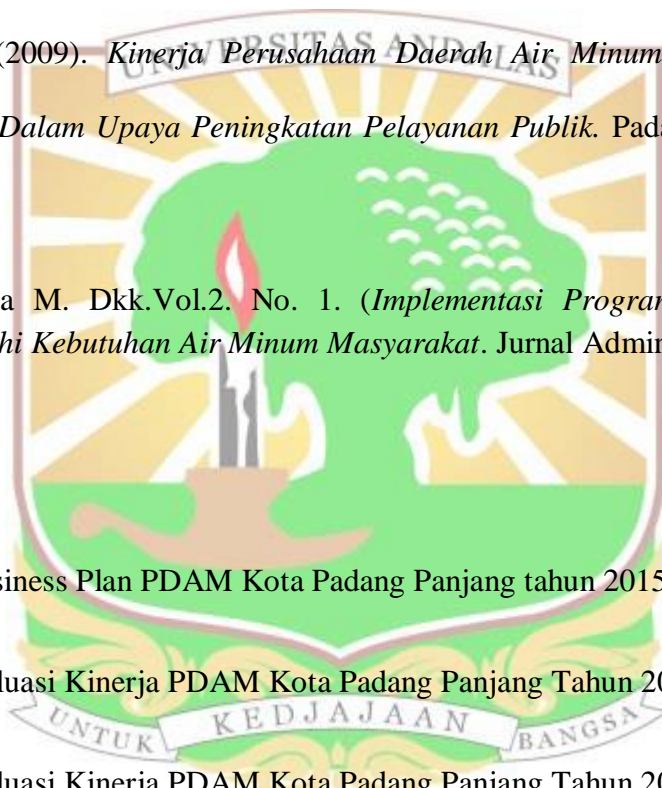 UNIVERSITAS ANDALAS
(2009). Kinerja Perusahaan Daerah Air Minum
Dalam Upaya Peningkatan Pelayanan Publik. Pada
a M. Dkk.Vol.2. No. 1. (Implementasi Program
hi Kebutuhan Air Minum Masyarakat. Jurnal Admin
siness Plan PDAM Kota Padang Panjang tahun 2015
luasi Kinerja PDAM Kota Padang Panjang Tahun 20
UNTUK KEDJAJAAN BANGSA
luasi Kinerja PDAM Kota Padang Panjang Tahun 20